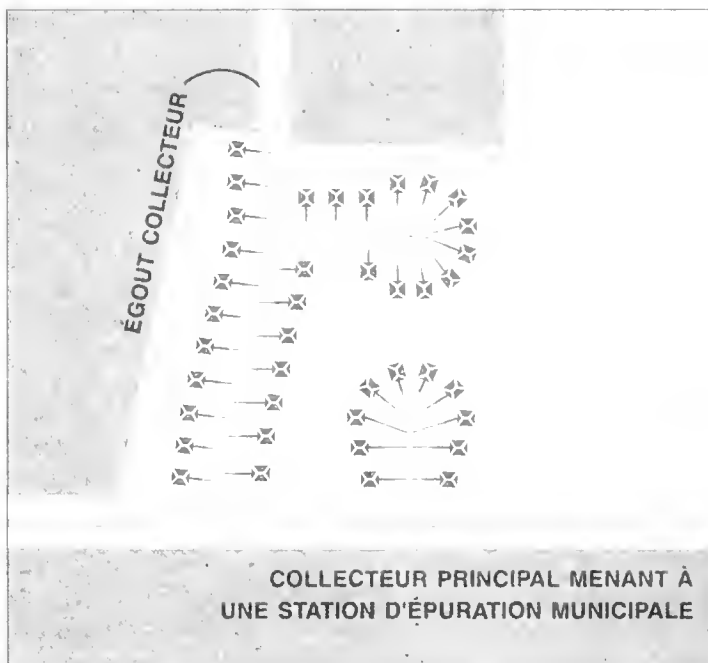 ÉGOUT COLLECTEUR
COLLECTEUR PRINCIPAL MENANT À
UNE STATION D'ÉPURATION MUNICIPALE